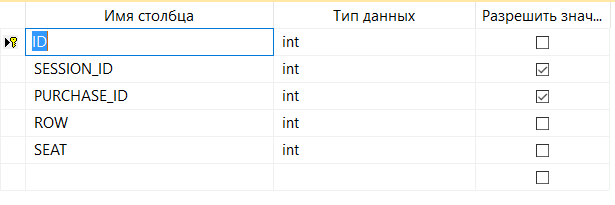 Имя столбца Тип данных Разрешить знач...
ID int
SESSION_ID int
PURCHASE_ID int
ROW int
SEAT int